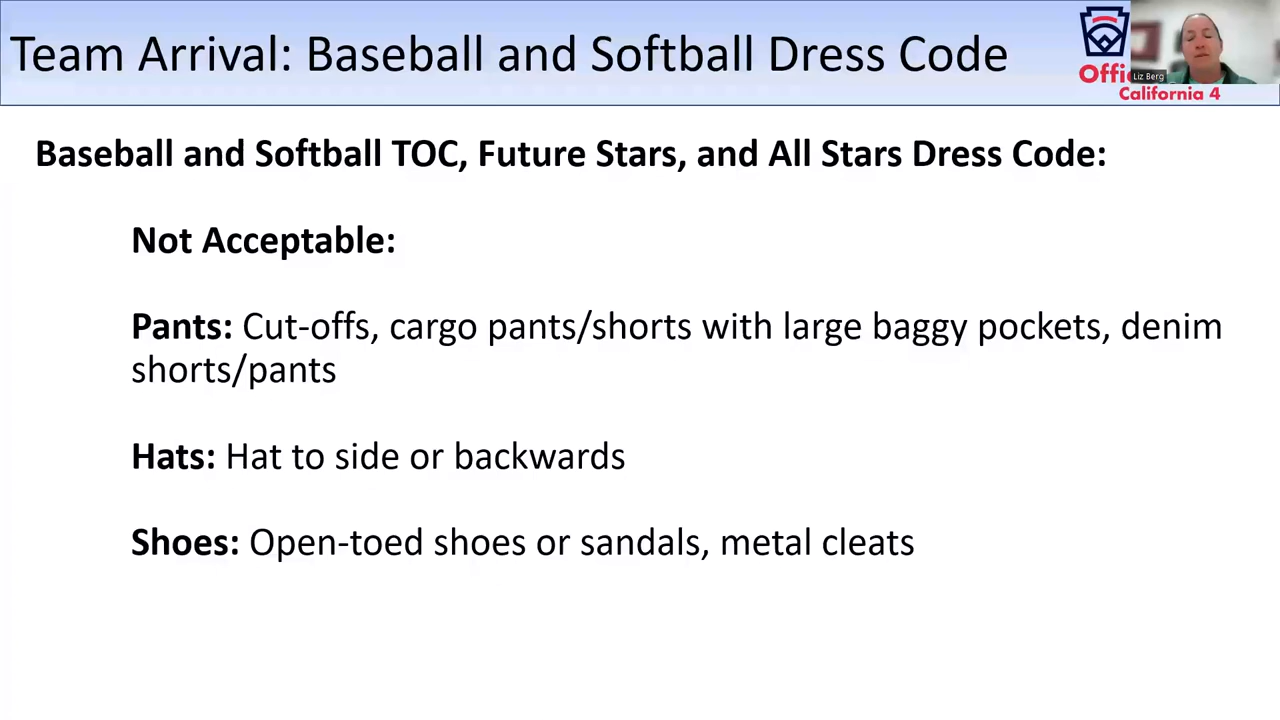 Team Arrival: Baseball and Softball Dress Code
Liz Berg
California 4
Baseball and Softball TOC, Future Stars, and All Stars Dress Code:
Not Acceptable:
Pants: Cut-offs, cargo pants/shorts with large baggy pockets, denim
shorts/pants
Hats: Hat to side or backwards
Shoes: Open-toed shoes or sandals, metal cleats